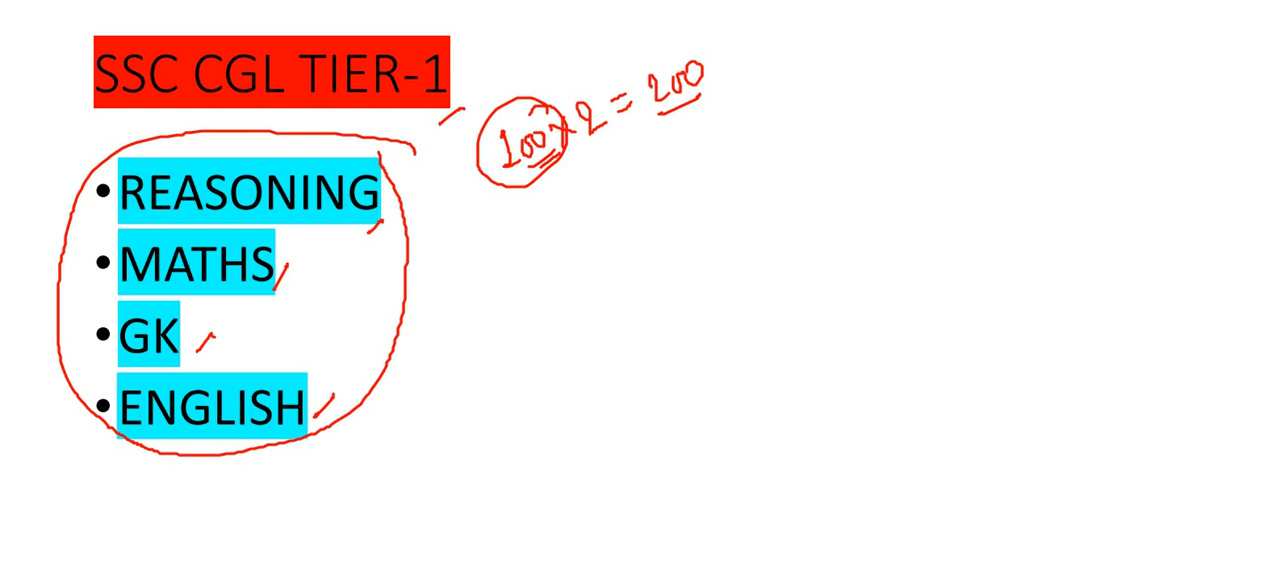 SSC CGL TIER-1
100 × 2 = 200
• REASONING
• MATHS
• GK
• ENGLISH